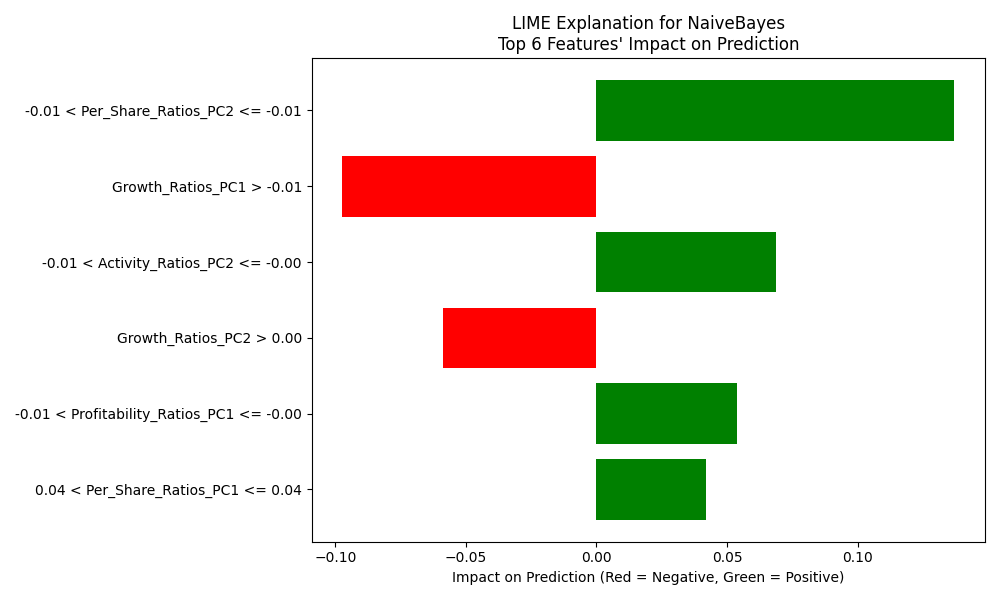 LIME Explanation for NaiveBayes
Top 6 Features' Impact on Prediction
-0.01 < Per_Share_Ratios_PC2 <= -0.01
Growth_Ratios_PC1 > -0.01
-0.01 < Activity_Ratios_PC2 <= -0.00
Growth_Ratios_PC2 > 0.00
-0.01 < Profitability_Ratios_PC1 <= -0.00
0.04 < Per_Share_Ratios_PC1 <= 0.04
−0.10 −0.05 0.00 0.05 0.10
Impact on Prediction (Red = Negative, Green = Positive)